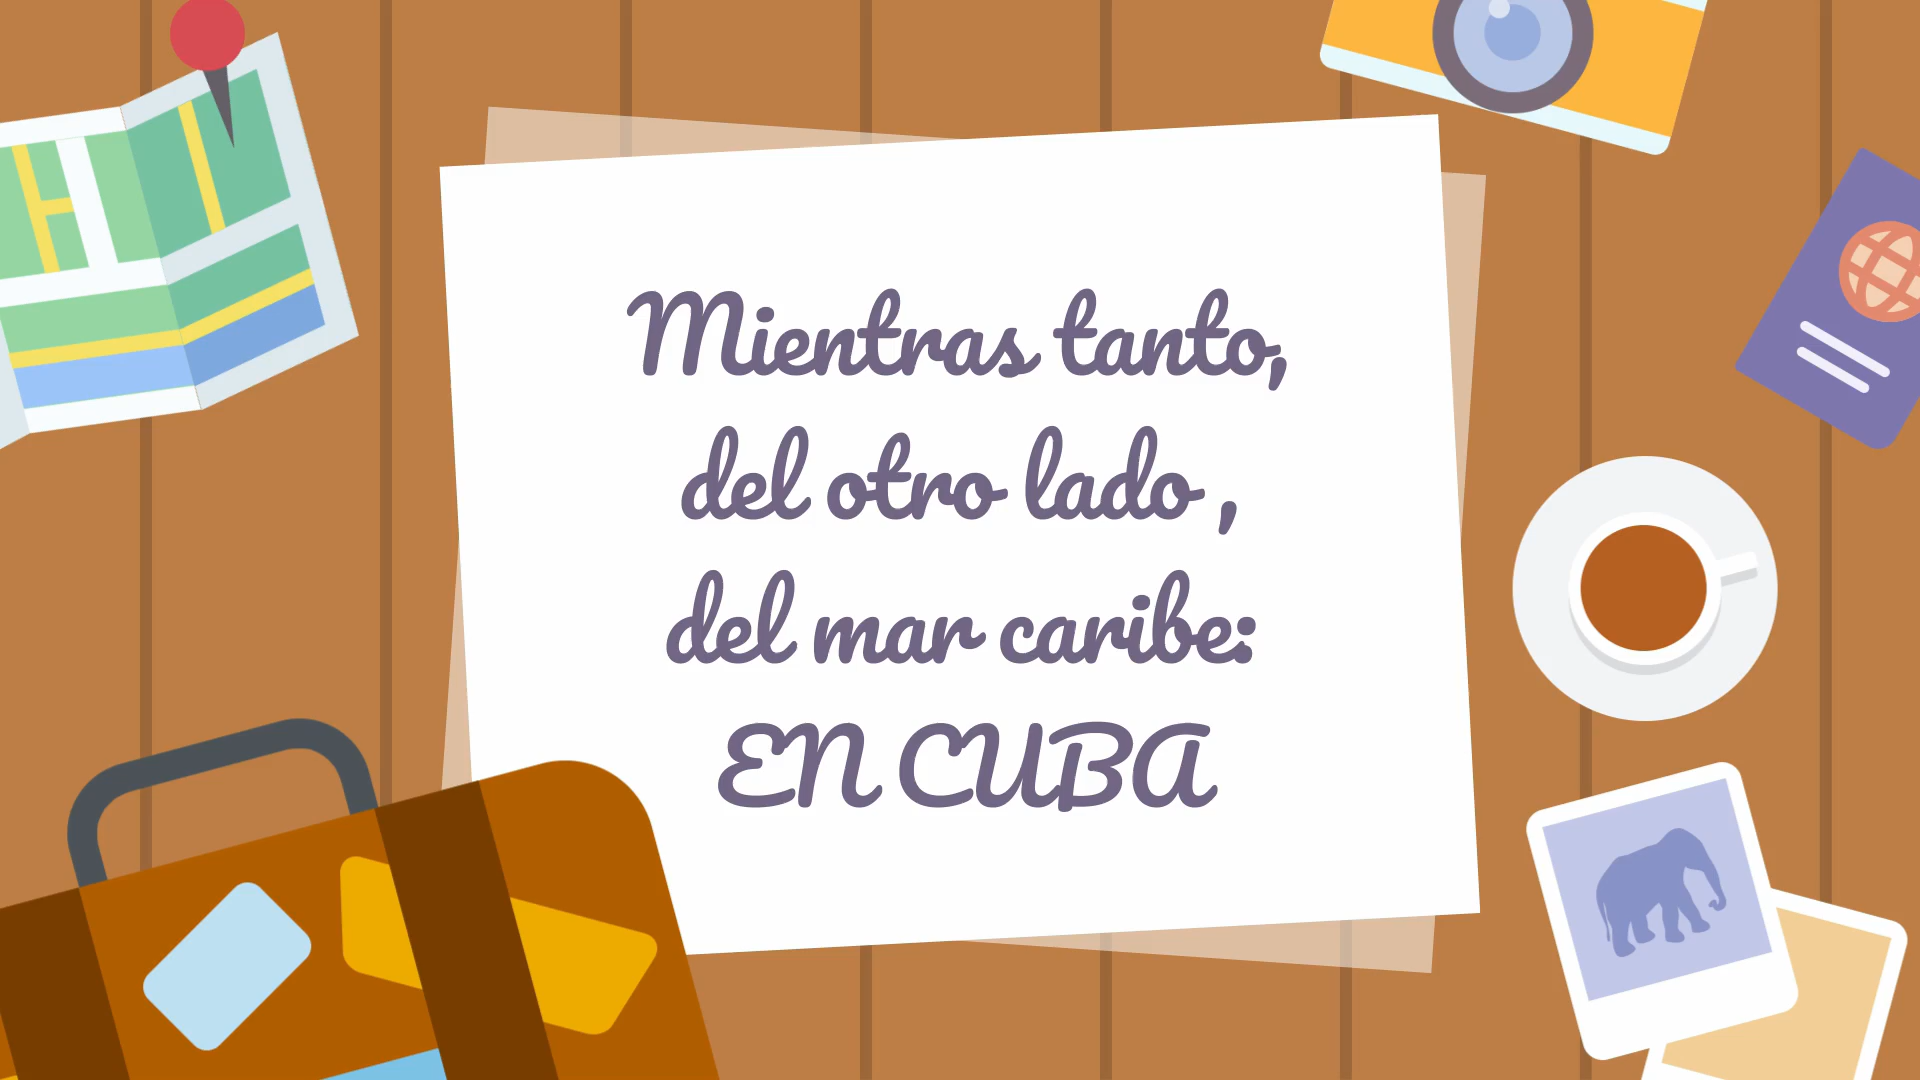 Mientras tanto,
del otro lado ,
del mar caribe:
EN CUBA